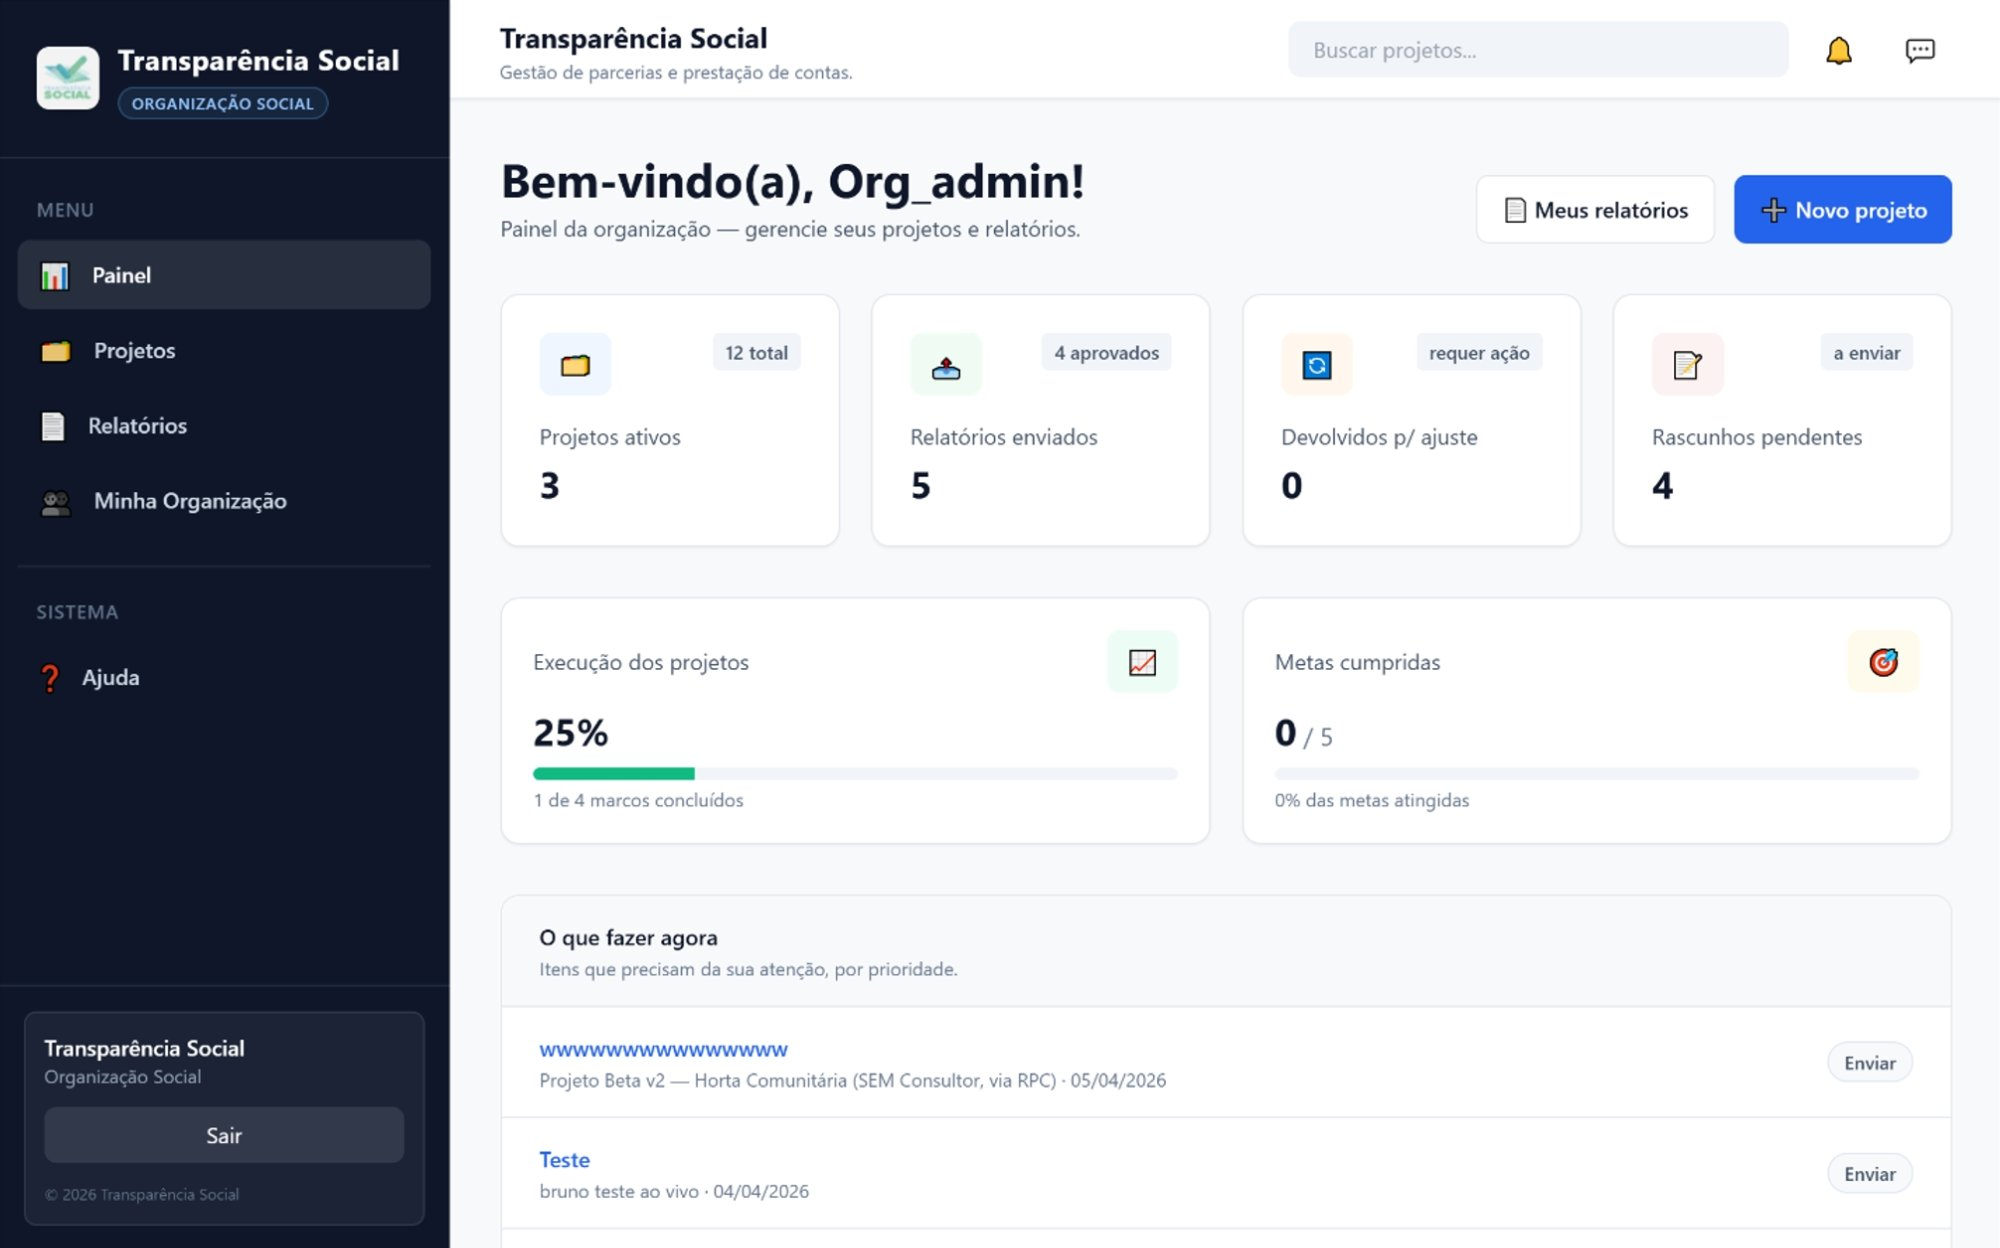 Transparência Social
SOCIAL
ORGANIZAÇÃO SOCIAL
MENU
Painel
Projetos
Relatórios
Minha Organização
SISTEMA
Ajuda
Transparência Social
Organização Social
Sair
© 2026 Transparência Social
Transparência Social
Gestão de parcerias e prestação de contas.
Buscar projetos...
Bem-vindo(a), Org_admin!
Painel da organização — gerencie seus projetos e relatórios.
Meus relatórios
Novo projeto
12 total
Projetos ativos
3
4 aprovados
Relatórios enviados
5
requer ação
Devolvidos p/ ajuste
0
a enviar
Rascunhos pendentes
4
Execução dos projetos
25%
1 de 4 marcos concluídos
Metas cumpridas
0 / 5
0% das metas atingidas
O que fazer agora
Itens que precisam da sua atenção, por prioridade.
wwwwwwwwwwwwwww
Projeto Beta v2 — Horta Comunitária (SEM Consultor, via RPC) · 05/04/2026
Enviar
Teste
bruno teste ao vivo · 04/04/2026
Enviar